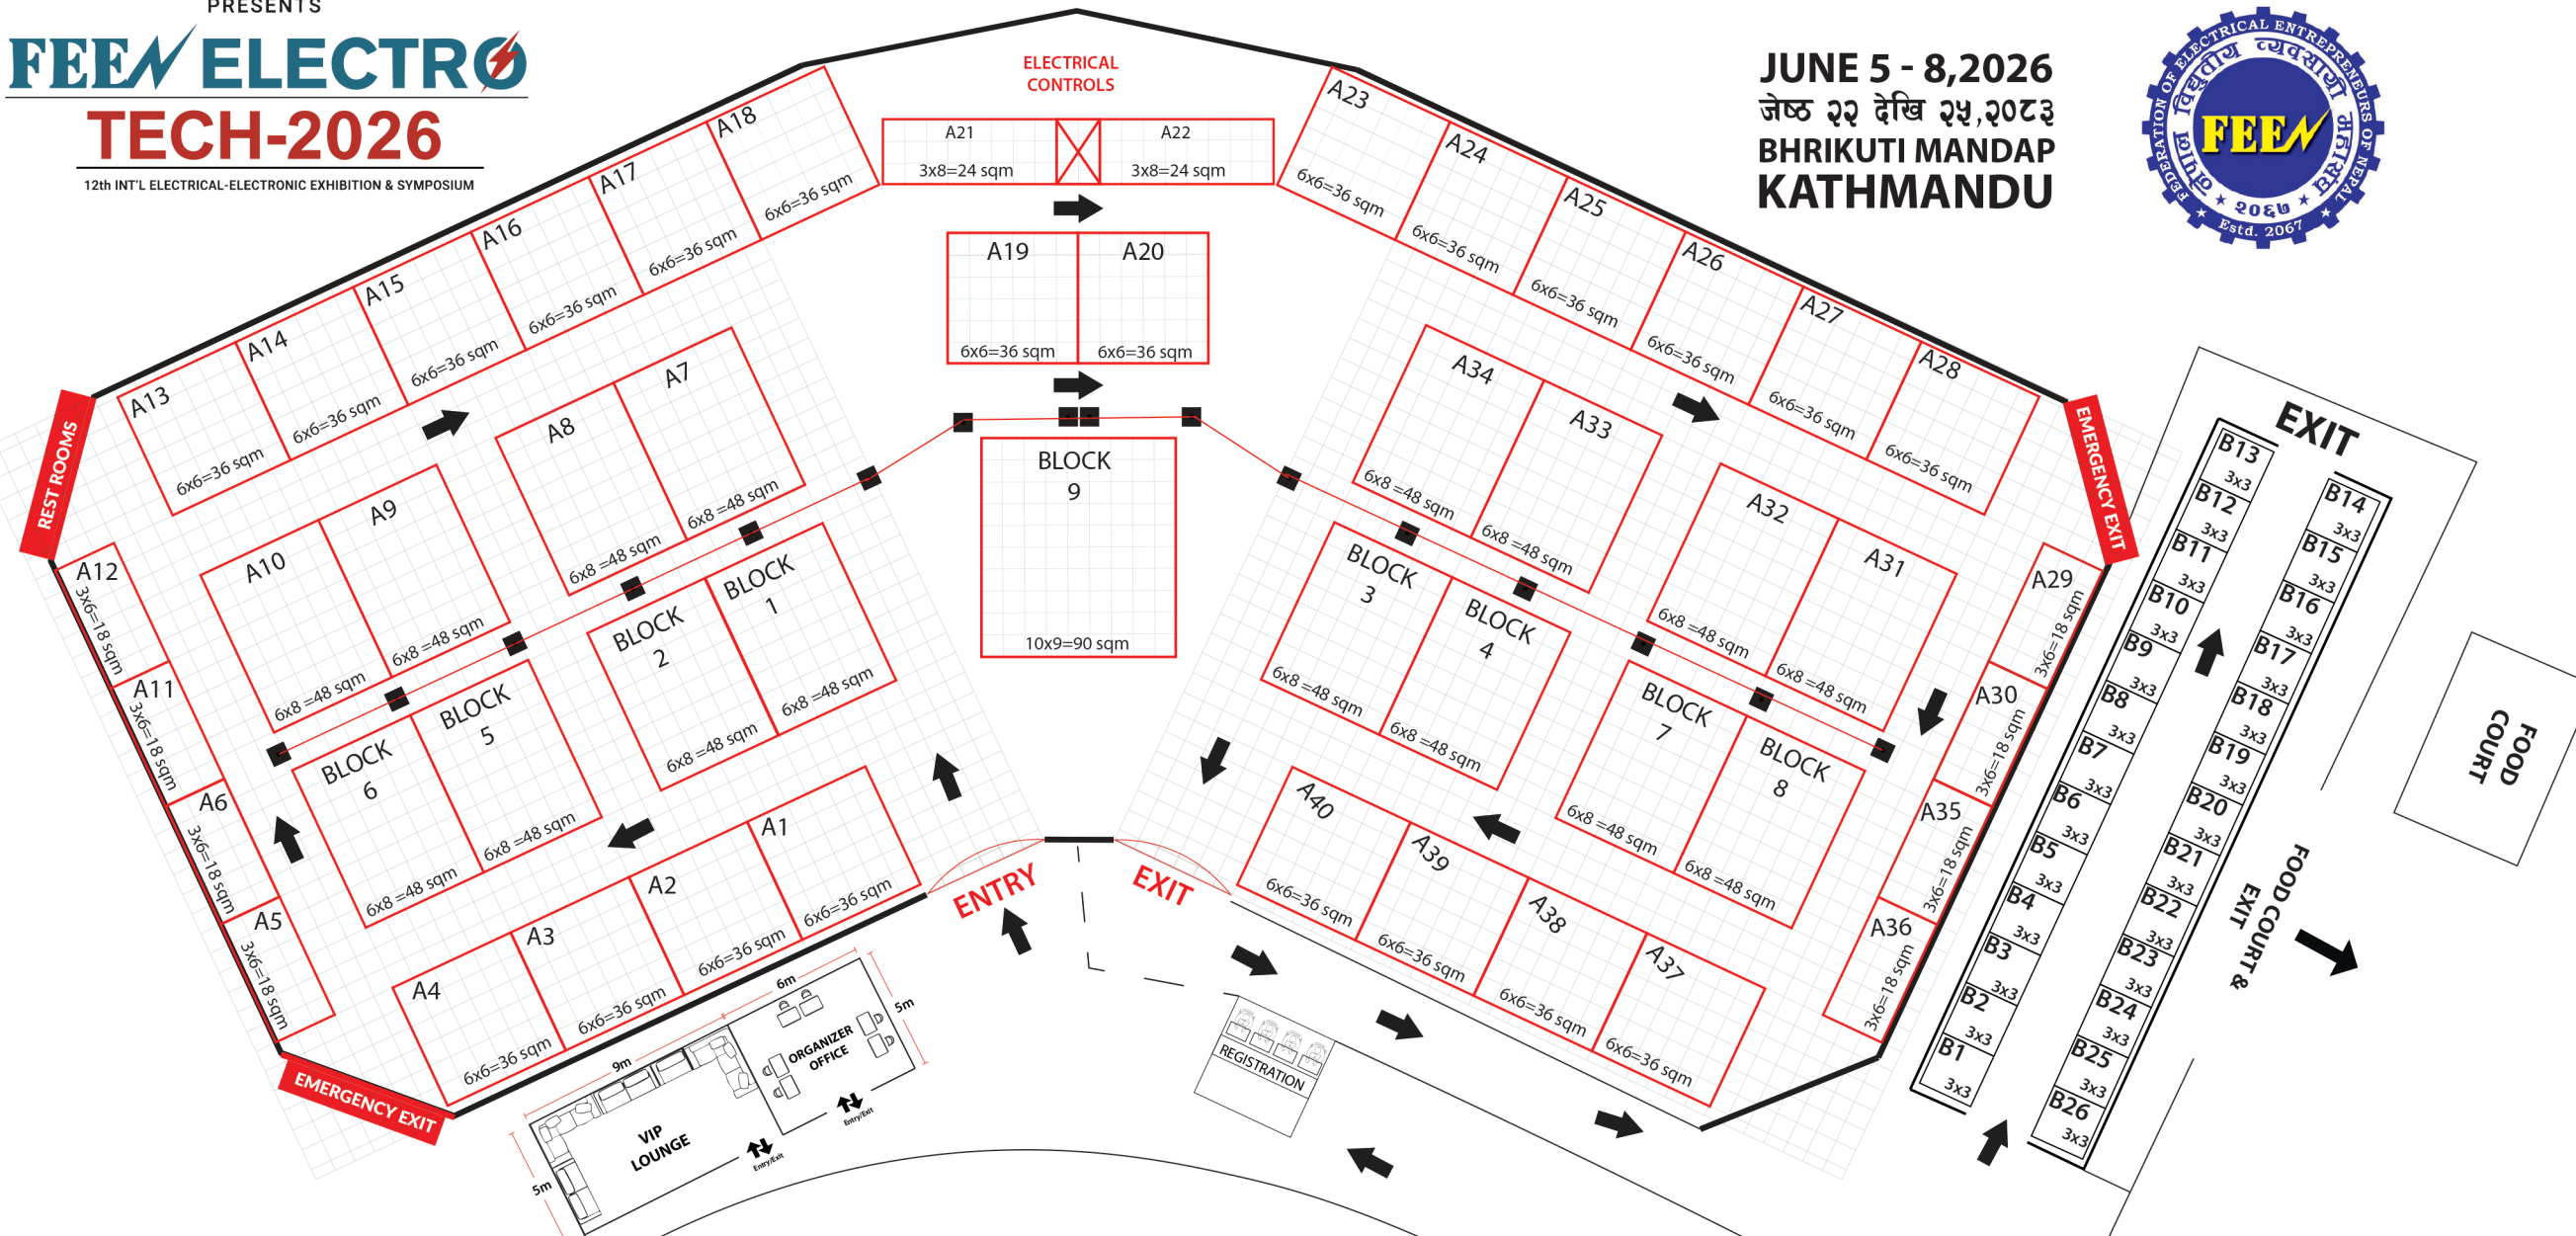 PRESENTS
FEEN ELECTRO
TECH-2026
12th INT'L ELECTRICAL-ELECTRONIC EXHIBITION & SYMPOSIUM
JUNE 5 - 8,2026
जेष्ठ २२ देखि २५,२०८३
BHRIKUTI MANDAP
KATHMANDU
FEDERATION OF ELECTRICAL ENTREPRENEURS OF NEPAL
नेपाल विद्युतीय व्यवसायी महासंघ
FEEN
★ २०६७ ★
★ Estd. 2067 ★
ELECTRICAL
CONTROLS
A21
3x8=24 sqm
A22
3x8=24 sqm
A19
6x6=36 sqm
A20
6x6=36 sqm
A18
6x6=36 sqm
A17
6x6=36 sqm
A16
6x6=36 sqm
A15
6x6=36 sqm
A14
6x6=36 sqm
A13
6x6=36 sqm
REST ROOMS
A7
6x8 =48 sqm
A8
6x8 =48 sqm
A9
6x8 =48 sqm
A10
6x8 =48 sqm
A12
3x6=18 sqm
A11
3x6=18 sqm
A6
3x6=18 sqm
A5
3x6=18 sqm
BLOCK
1
6x8 =48 sqm
BLOCK
2
6x8 =48 sqm
BLOCK
5
6x8 =48 sqm
BLOCK
6
6x8 =48 sqm
A1
6x6=36 sqm
A2
6x6=36 sqm
A3
6x6=36 sqm
A4
6x6=36 sqm
EMERGENCY EXIT
BLOCK
9
10x9=90 sqm
ENTRY
EXIT
A23
6x6=36 sqm
A24
6x6=36 sqm
A25
6x6=36 sqm
A26
6x6=36 sqm
A27
6x6=36 sqm
A28
6x6=36 sqm
EMERGENCY EXIT
A34
6x8 =48 sqm
A33
6x8 =48 sqm
A32
6x8 =48 sqm
A31
6x8 =48 sqm
A29
3x6=18 sqm
A30
3x6=18 sqm
A35
3x6=18 sqm
A36
3x6=18 sqm
BLOCK
3
6x8 =48 sqm
BLOCK
4
6x8 =48 sqm
BLOCK
7
6x8 =48 sqm
BLOCK
8
6x8 =48 sqm
A40
6x6=36 sqm
A39
6x6=36 sqm
A38
6x6=36 sqm
A37
6x6=36 sqm
6m
5m
9m
5m
ORGANIZER
OFFICE
Entry/Exit
VIP
LOUNGE
Entry/Exit
REGISTRATION
EXIT
B13
3x3
B12
3x3
B11
3x3
B10
3x3
B9
3x3
B8
3x3
B7
3x3
B6
3x3
B5
3x3
B4
3x3
B3
3x3
B2
3x3
B1
3x3
B14
3x3
B15
3x3
B16
3x3
B17
3x3
B18
3x3
B19
3x3
B20
3x3
B21
3x3
B22
3x3
B23
3x3
B24
3x3
B25
3x3
B26
3x3
FOOD
COURT
FOOD COURT &
EXIT